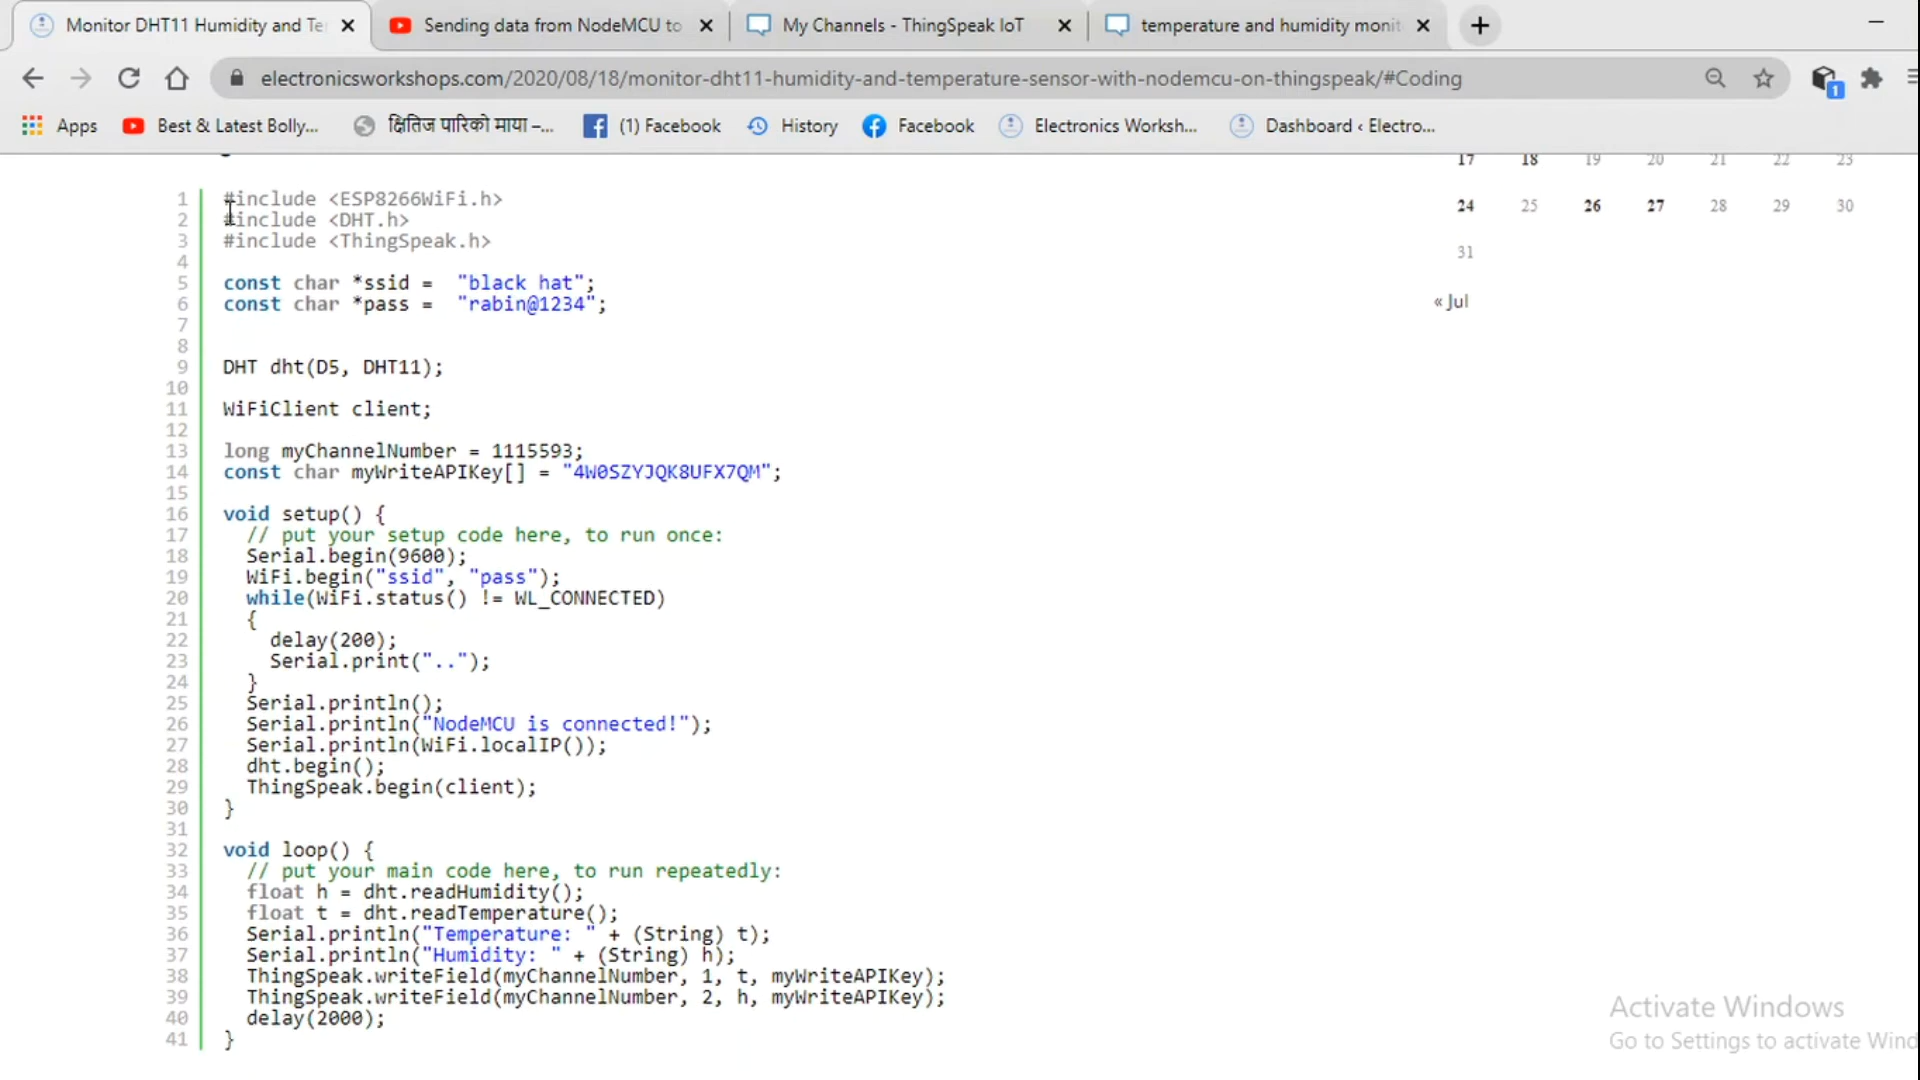 Monitor DHT11 Humidity and Te
Sending data from NodeMCU to
My Channels - ThingSpeak IoT
temperature and humidity monit
electronicsworkshops.com/2020/08/18/monitor-dht11-humidity-and-temperature-sensor-with-nodemcu-on-thingspeak/#Coding
1
Apps
Best & Latest Bolly...
क्षितिज पारिको माया –...
(1) Facebook
History
Facebook
Electronics Worksh...
Dashboard ‹ Electro...
17 18 19 20 21 22 23
24 25 26 27 28 29 30
31
« Jul
1 #include <ESP8266WiFi.h>
2 #include <DHT.h>
3 #include <ThingSpeak.h>
4
5 const char *ssid =  "black hat";
6 const char *pass =  "rabin@1234";
7
8
9 DHT dht(D5, DHT11);
10
11 WiFiClient client;
12
13 long myChannelNumber = 1115593;
14 const char myWriteAPIKey[] = "4W0SZYJQK8UFX7QM";
15
16 void setup() {
17   // put your setup code here, to run once:
18   Serial.begin(9600);
19   WiFi.begin("ssid", "pass");
20   while(WiFi.status() != WL_CONNECTED)
21   {
22     delay(200);
23     Serial.print("..");
24   }
25   Serial.println();
26   Serial.println("NodeMCU is connected!");
27   Serial.println(WiFi.localIP());
28   dht.begin();
29   ThingSpeak.begin(client);
30 }
31
32 void loop() {
33   // put your main code here, to run repeatedly:
34   float h = dht.readHumidity();
35   float t = dht.readTemperature();
36   Serial.println("Temperature: " + (String) t);
37   Serial.println("Humidity: " + (String) h);
38   ThingSpeak.writeField(myChannelNumber, 1, t, myWriteAPIKey);
39   ThingSpeak.writeField(myChannelNumber, 2, h, myWriteAPIKey);
40   delay(2000);
41 }
Activate Windows
Go to Settings to activate Wind